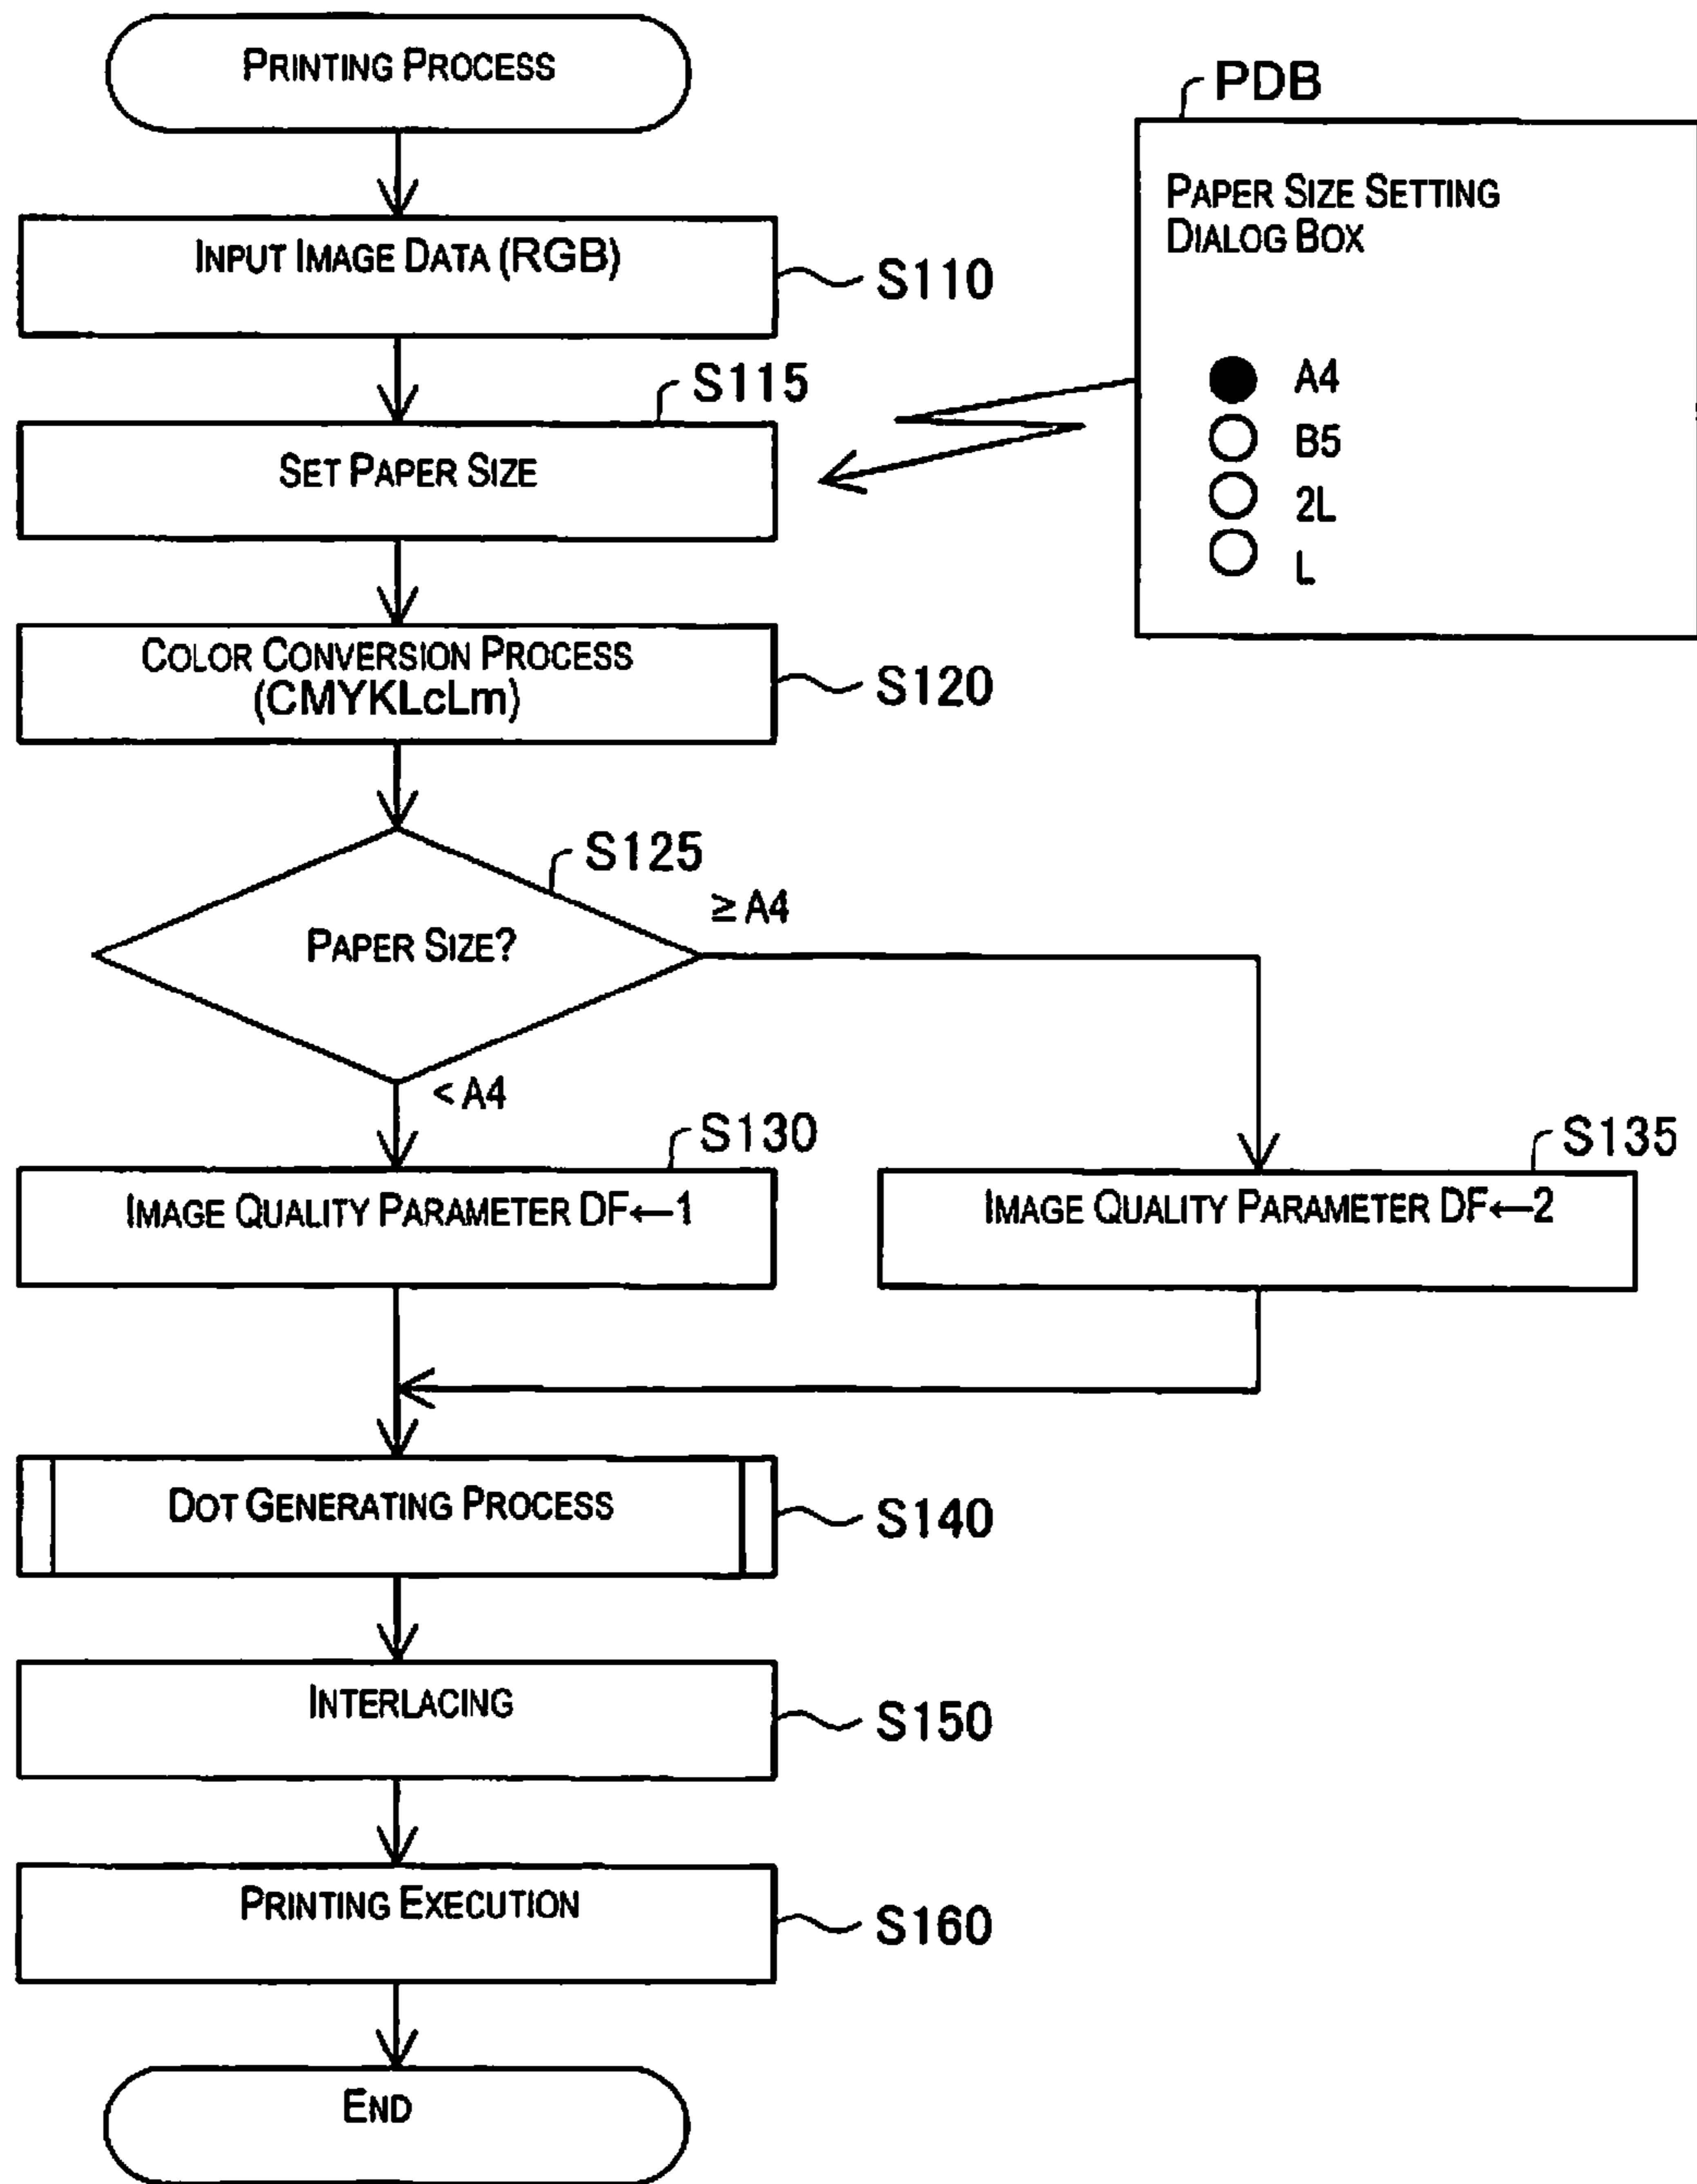 PRINTING PROCESS
PDB
PAPER SIZE SETTING
DIALOG BOX
A4
B5
2L
L
INPUT IMAGE DATA (RGB)
S110
S115
SET PAPER SIZE
COLOR CONVERSION PROCESS
(CMYKLcLm)
S120
S125
≥ A4
PAPER SIZE?
< A4
S130
IMAGE QUALITY PARAMETER DF←1
S135
IMAGE QUALITY PARAMETER DF←2
DOT GENERATING PROCESS
S140
INTERLACING
S150
PRINTING EXECUTION
S160
END